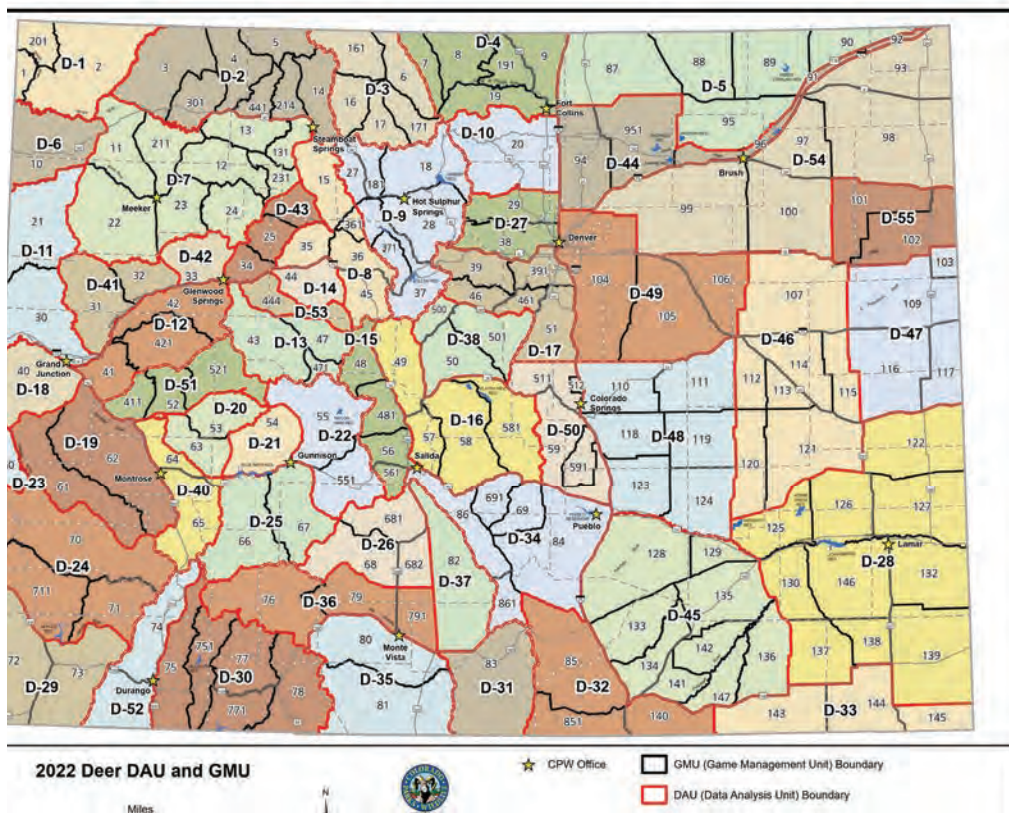 201
1
2
D-1
3
4
5
D-2
301
441
214
14
161
6
7
D-3
16
17
171
8
D-4
191
9
19
Fort
Collins
87
88
D-5
89
90
91
92
93
95
D-6
10
11
211
13
12
131
231
D-7
Meeker
23
22
24
Steamboat
Springs
15
27
181
18
D-10
20
951
94
D-44
96
Brush
97
D-54
98
99
100
101
D-55
102
21
D-11
30
D-43
25
34
D-9
Hot Sulphur
Springs
28
361
371
29
D-27
38
Denver
D-42
33
32
D-41
31
Glenwood
Springs
42
D-12
421
35
36
D-8
45
44
D-14
444
D-53
37
39
391
46
461
500
104
106
D-49
105
107
103
109
D-47
116
117
Grand
Junction
40
D-18
41
43
D-13
47
471
D-15
48
49
D-38
501
50
51
D-17
511
512
Colorado
Springs
110
111
D-46
114
112
113
115
D-51
521
411
52
D-20
53
63
54
D-21
Gunnison
55
D-22
551
481
56
561
57
Salida
D-16
58
581
D-50
59
591
118
D-48
119
123
124
120
121
122
D-19
62
61
D-23
64
Montrose
D-40
65
D-25
66
67
681
D-26
68
682
86
691
69
D-34
84
Pueblo
125
126
127
Lamar
D-28
70
D-24
711
71
74
76
D-36
79
791
82
D-37
861
128
129
135
D-45
133
134
142
141
136
147
130
146
132
138
137
139
72
73
D-29
Durango
D-52
75
751
77
D-30
771
78
80
Monte
Vista
D-35
81
83
D-31
85
D-32
851
140
143
D-33
144
145
2022 Deer DAU and GMU
Miles
N
CPW Office
GMU (Game Management Unit) Boundary
DAU (Data Analysis Unit) Boundary
COLORADO